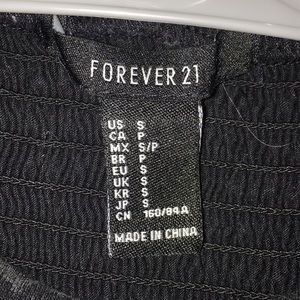 FOREVER 21
US S
CA P
MX S/P
BR P
EU S
UK S
KR S
JP S
CN 160/84A
MADE IN CHINA